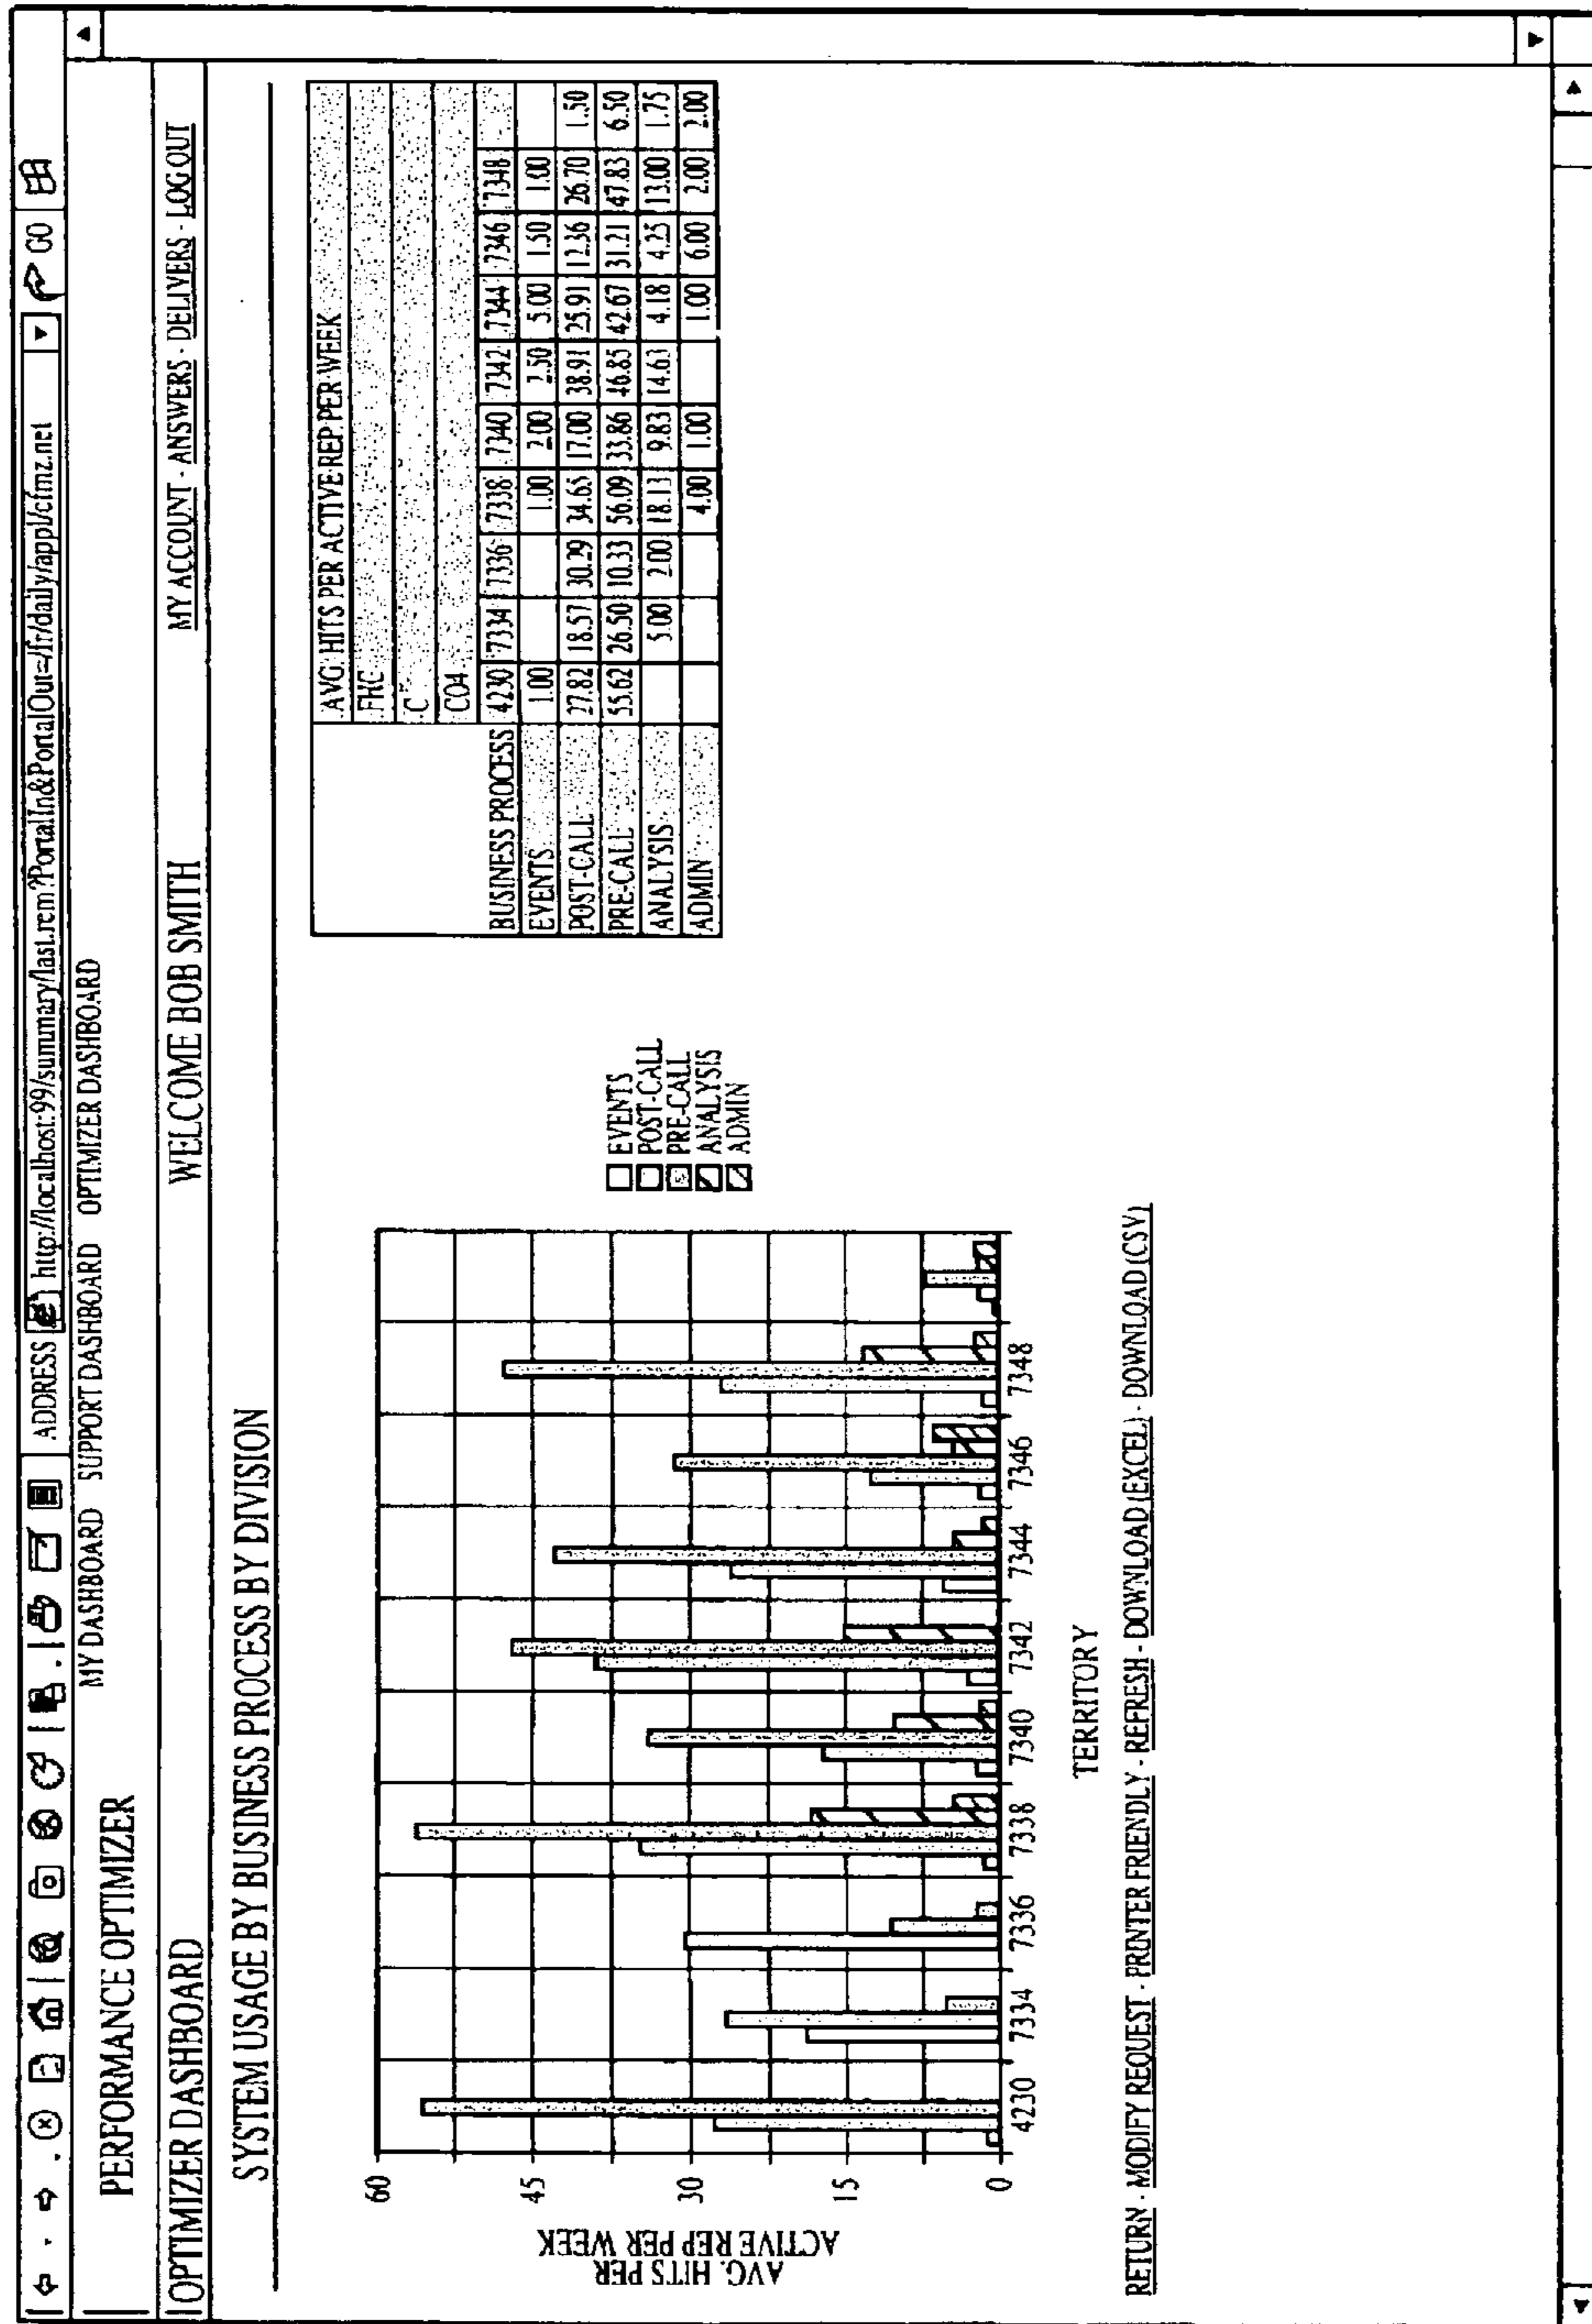 ADDRESS http://localhost:99/summary/last.rem?PortalIn&PortalOut=/fr/daily/appl/cfmz.net GO
MY DASHBOARD SUPPORT DASHBOARD OPTIMIZER DASHBOARD
PERFORMANCE OPTIMIZER
OPTIMIZER DASHBOARD WELCOME BOB SMITH MY ACCOUNT - ANSWERS - DELIVERS - LOG OUT
SYSTEM USAGE BY BUSINESS PROCESS BY DIVISION
AVG. HITS PER
ACTIVE REP PER WEEK
60
45
30
15
0
4230 7334 7336 7338 7340 7342 7344 7346 7348
TERRITORY
EVENTS
POST-CALL
PRE-CALL
ANALYSIS
ADMIN
AVG HITS PER ACTIVE REP PER WEEK
FHC
C
C04
BUSINESS PROCESS 4230 7334 7336 7338 7340 7342 7344 7346 7348
EVENTS 1.00 1.00 2.00 2.50 5.00 1.50 1.00
POST-CALL 27.82 18.57 30.29 34.65 17.00 38.91 25.91 12.36 26.70 1.50
PRE-CALL 55.62 26.50 10.33 56.09 33.86 46.85 42.67 31.21 47.83 6.50
ANALYSIS 5.00 2.00 18.13 9.83 14.63 4.18 4.25 13.00 1.75
ADMIN 4.00 1.00 1.00 6.00 2.00 2.00
RETURN - MODIFY REQUEST - PRINTER FRIENDLY - REFRESH - DOWNLOAD (EXCEL) - DOWNLOAD (CSV)